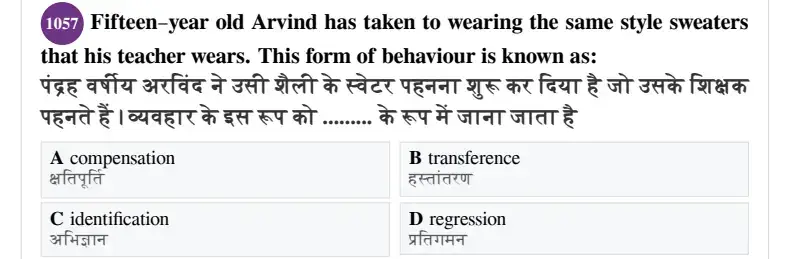 1057 Fifteen–year old Arvind has taken to wearing the same style sweaters
that his teacher wears. This form of behaviour is known as:
पंद्रह वर्षीय अरविंद ने उसी शैली के स्वेटर पहनना शुरू कर दिया है जो उसके शिक्षक
पहनते हैं। व्यवहार के इस रूप को ......... के रूप में जाना जाता है
A compensation
क्षतिपूर्ति
B transference
हस्तांतरण
C identification
अभिज्ञान
D regression
प्रतिगमन